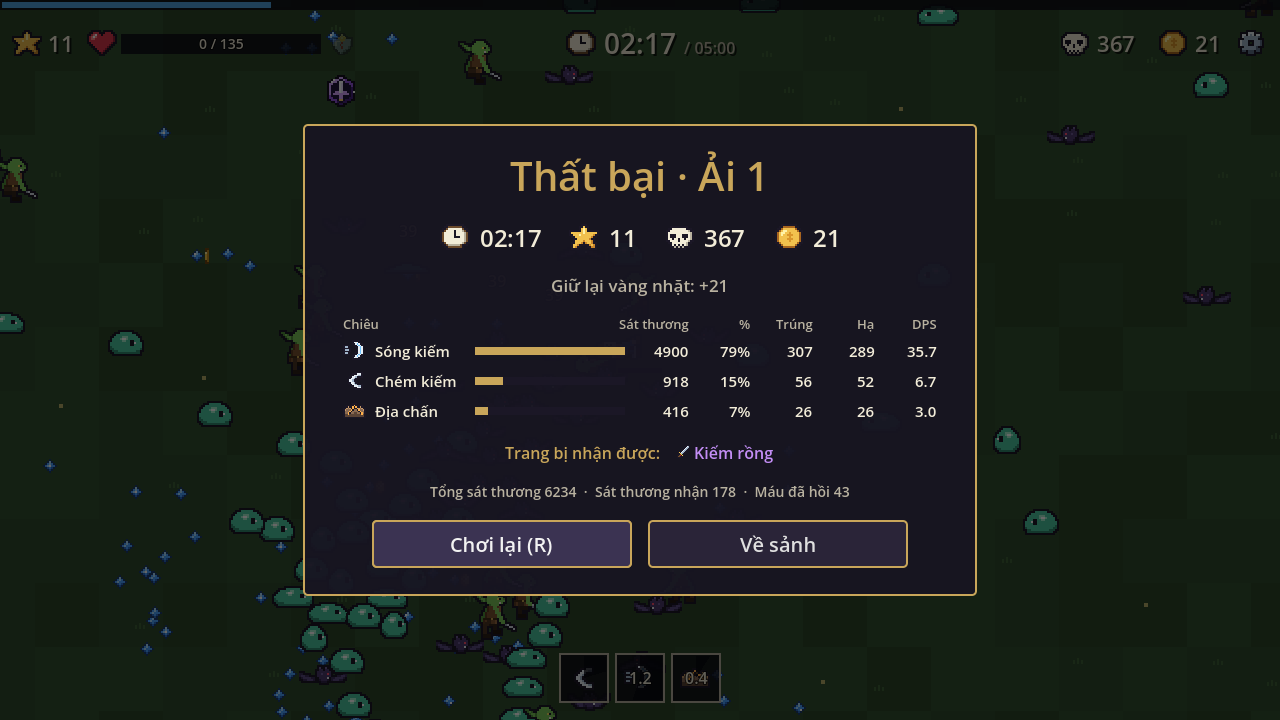 11 0 / 135 02:17 / 05:00 367 21
Thất bại · Ải 1
02:17 11 367 21
Giữ lại vàng nhặt: +21
Chiêu Sát thương % Trúng Hạ DPS
Sóng kiếm 4900 79% 307 289 35.7
Chém kiếm 918 15% 56 52 6.7
Địa chấn 416 7% 26 26 3.0
Trang bị nhận được: Kiếm rồng
Tổng sát thương 6234 · Sát thương nhận 178 · Máu đã hồi 43
Chơi lại (R) Về sảnh
1.2 0.4